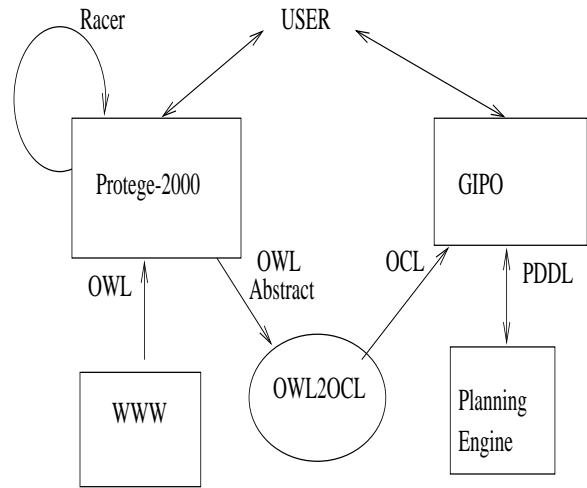 Racer
USER
Protege-2000
GIPO
OWL
OWL
Abstract
OCL
PDDL
WWW
OWL2OCL
Planning
Engine